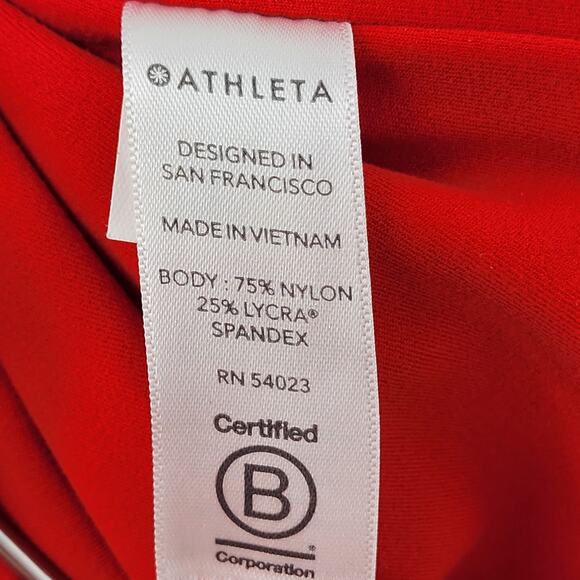 ATHLETA
DESIGNED IN
SAN FRANCISCO
MADE IN VIETNAM
BODY : 75% NYLON
25% LYCRA®
SPANDEX
RN 54023
Certified
B
Corporation